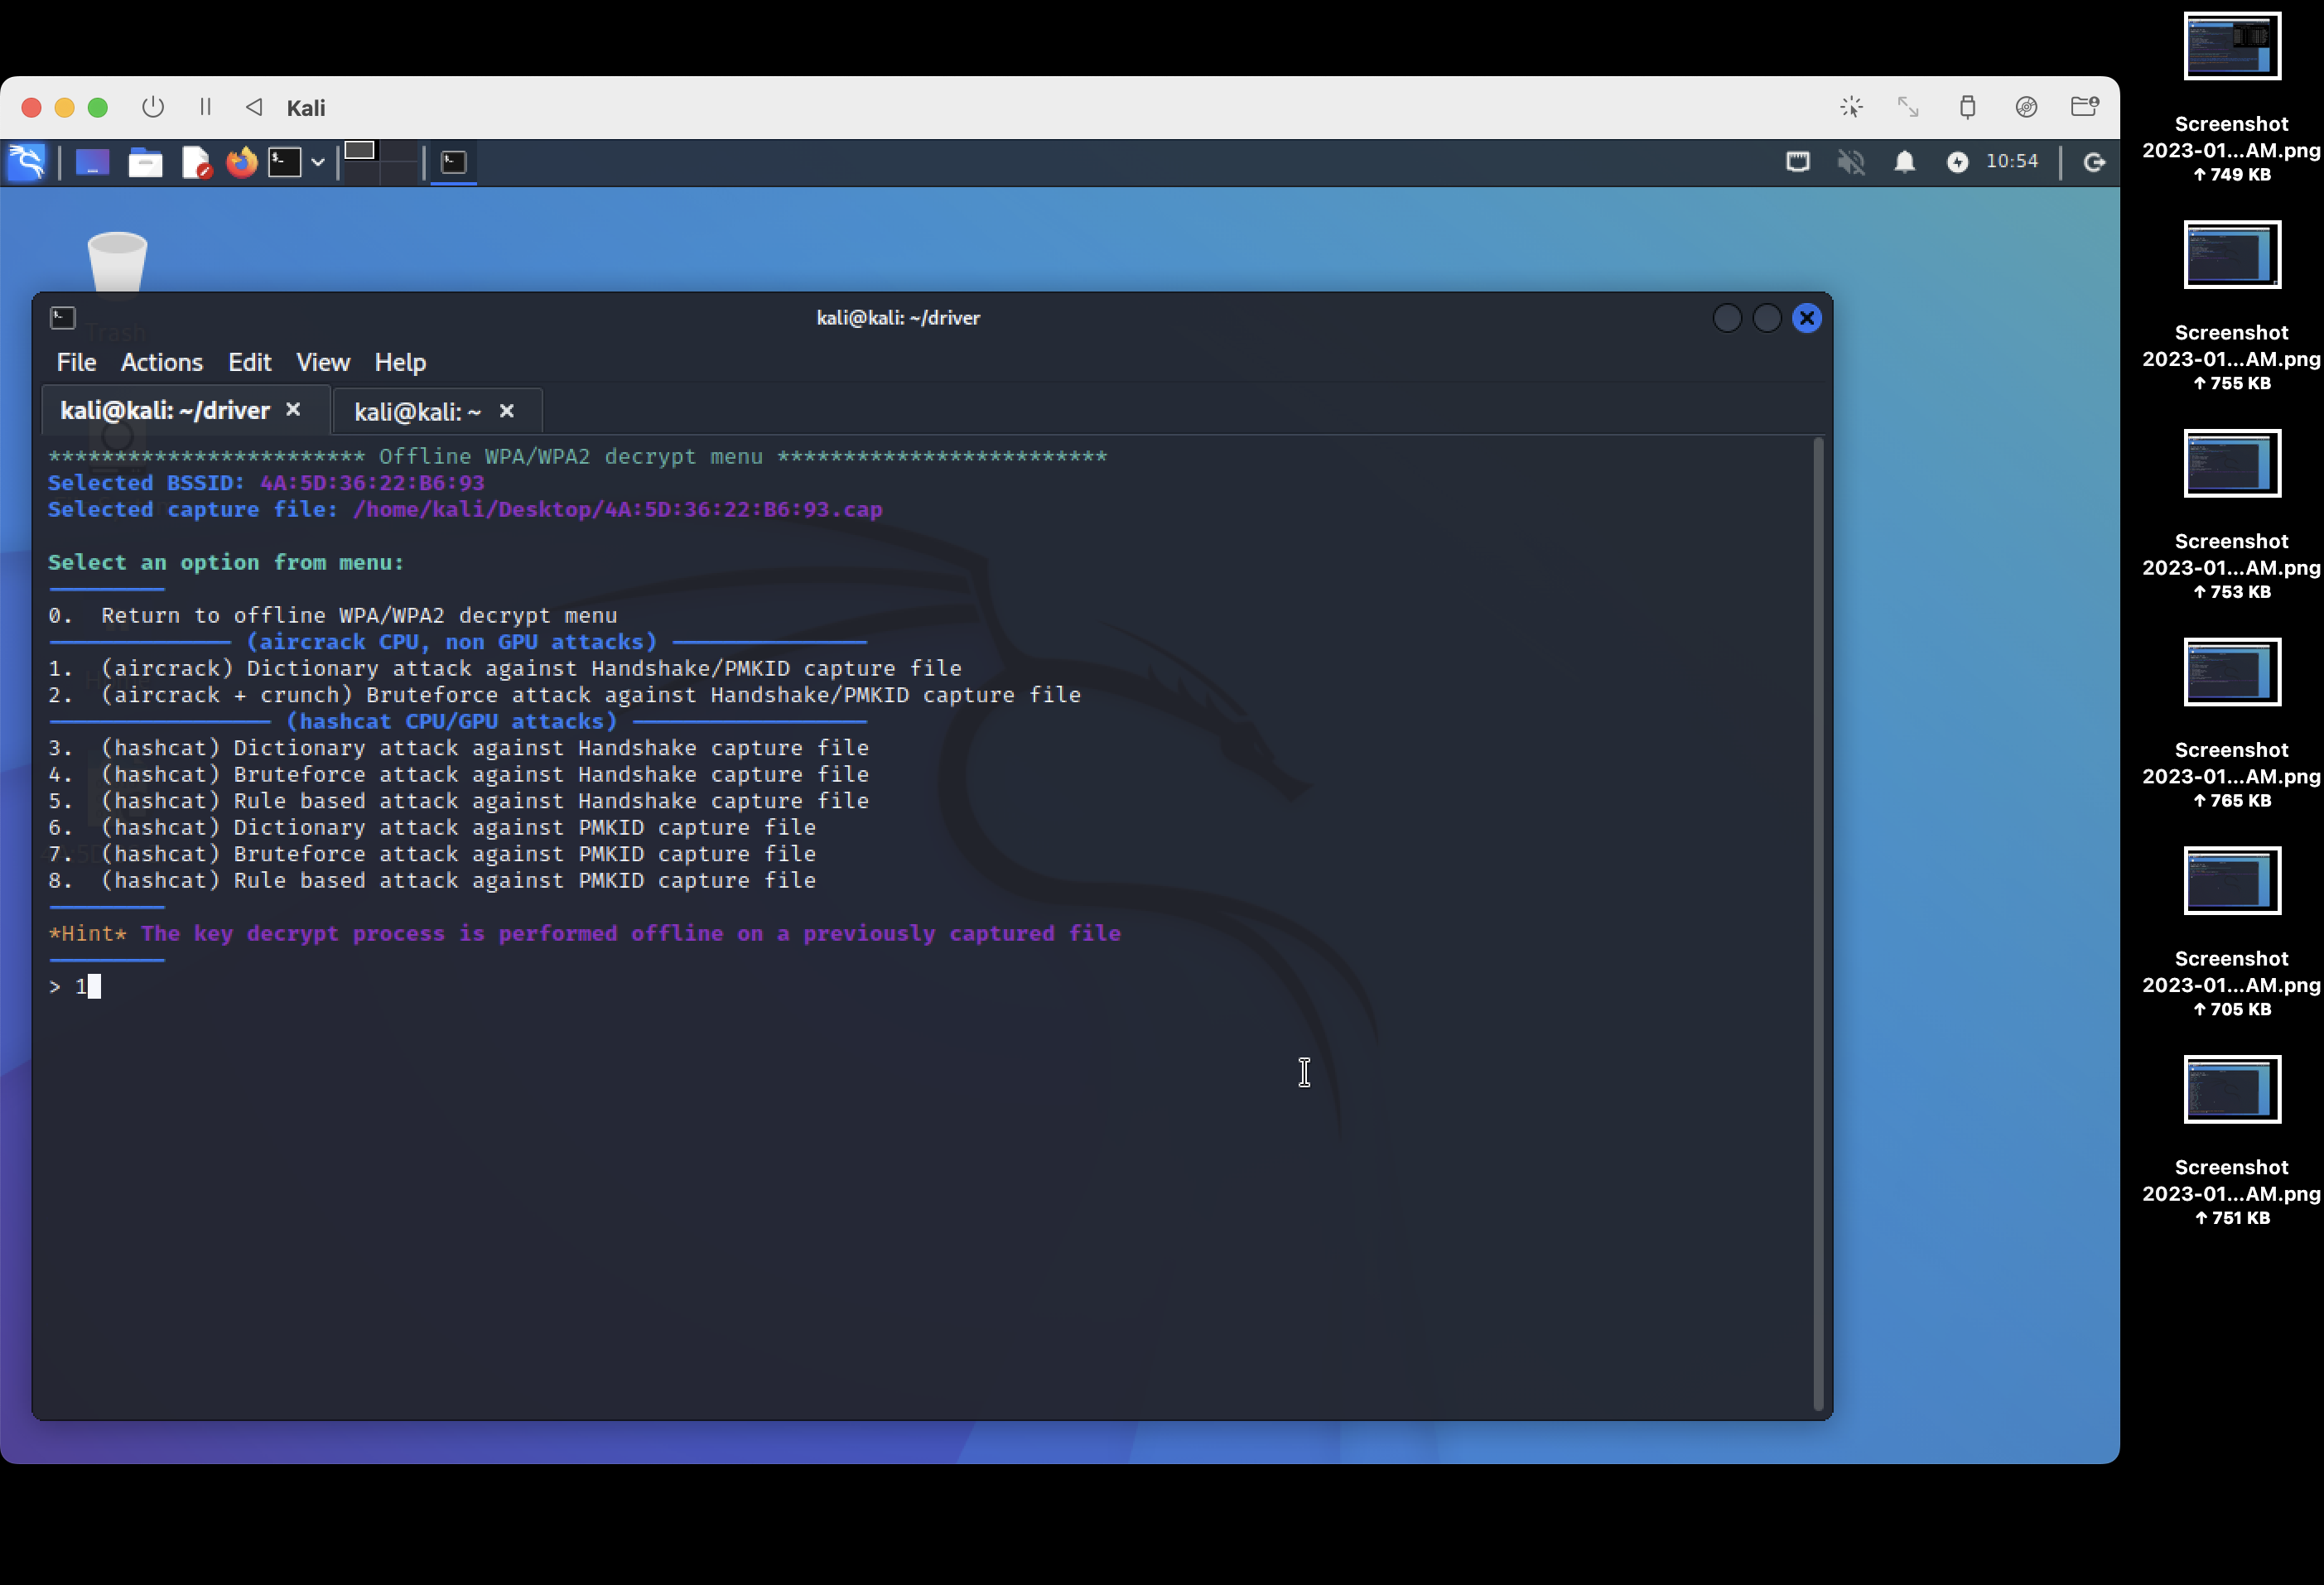 Kali
10:54
Trash
kali@kali: ~/driver
File Actions Edit View Help
kali@kali: ~/driver × kali@kali: ~ ×
************************ Offline WPA/WPA2 decrypt menu *************************
Selected BSSID: 4A:5D:36:22:B6:93
Selected capture file: /home/kali/Desktop/4A:5D:36:22:B6:93.cap
Select an option from menu:
0. Return to offline WPA/WPA2 decrypt menu
(aircrack CPU, non GPU attacks)
1. (aircrack) Dictionary attack against Handshake/PMKID capture file
2. (aircrack + crunch) Bruteforce attack against Handshake/PMKID capture file
(hashcat CPU/GPU attacks)
3. (hashcat) Dictionary attack against Handshake capture file
4. (hashcat) Bruteforce attack against Handshake capture file
5. (hashcat) Rule based attack against Handshake capture file
6. (hashcat) Dictionary attack against PMKID capture file
7. (hashcat) Bruteforce attack against PMKID capture file
8. (hashcat) Rule based attack against PMKID capture file
*Hint* The key decrypt process is performed offline on a previously captured file
> 1
Screenshot
2023-01...AM.png
↑ 749 KB
Screenshot
2023-01...AM.png
↑ 755 KB
Screenshot
2023-01...AM.png
↑ 753 KB
Screenshot
2023-01...AM.png
↑ 765 KB
Screenshot
2023-01...AM.png
↑ 705 KB
Screenshot
2023-01...AM.png
↑ 751 KB